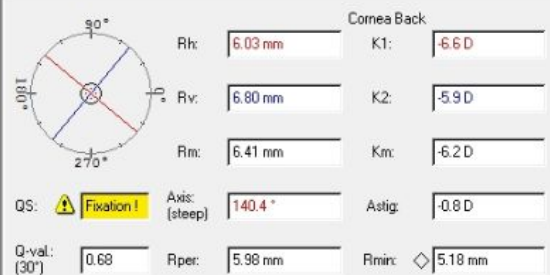 Cornea Back
90°
180°
0°
270°
Rh: 6.03 mm K1: -6.6 D
Rv: 6.80 mm K2: -5.9 D
Rm: 6.41 mm Km: -6.2 D
QS: Fixation ! Axis: (steep) 140.4 ° Astig: -0.8 D
Q-val.: (30°) 0.68 Rper: 5.98 mm Rmin: 5.18 mm